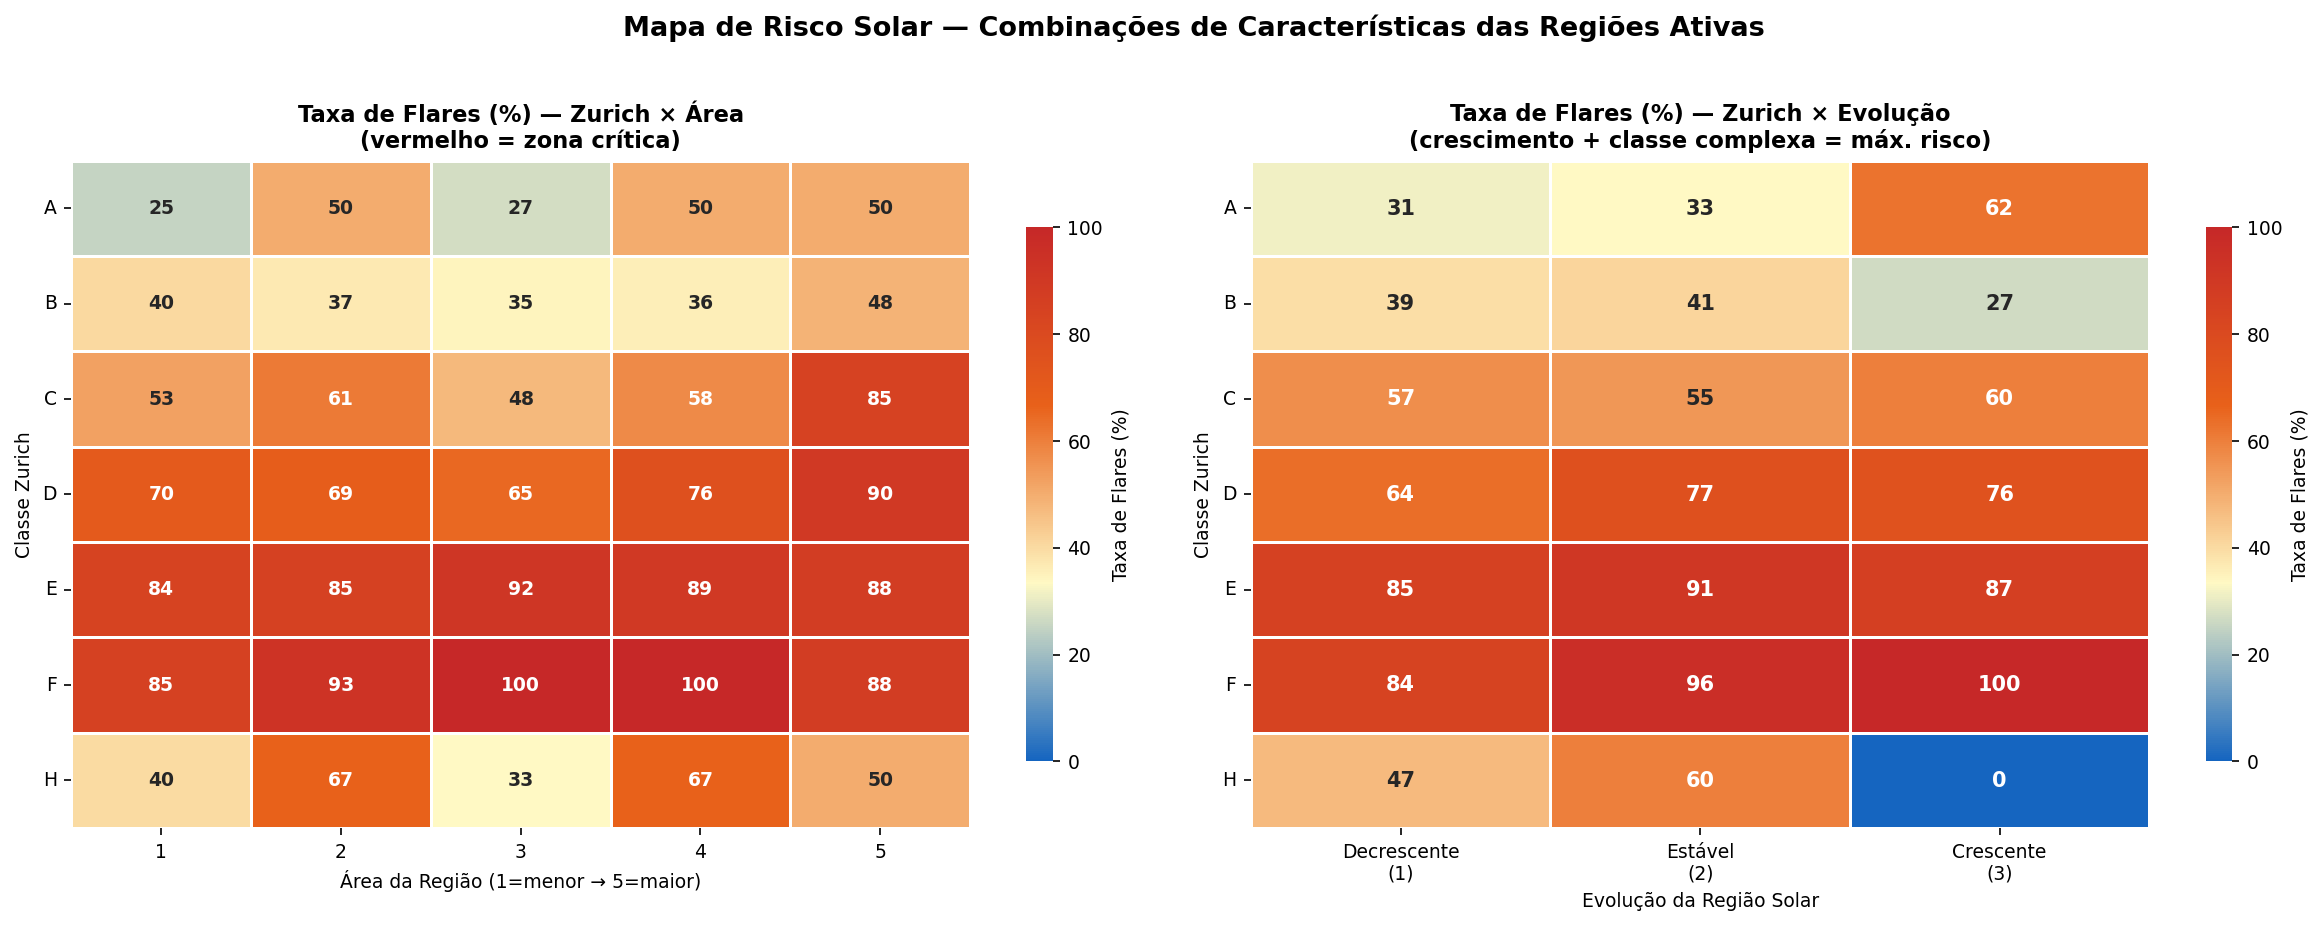 Mapa de Risco Solar — Combinações de Características das Regiões Ativas
Taxa de Flares (%) — Zurich × Área
(vermelho = zona crítica)
Classe Zurich
A 25 50 27 50 50
B 40 37 35 36 48
C 53 61 48 58 85
D 70 69 65 76 90
E 84 85 92 89 88
F 85 93 100 100 88
H 40 67 33 67 50
1 2 3 4 5
Área da Região (1=menor → 5=maior)
100
80
60
40
20
0
Taxa de Flares (%)
Taxa de Flares (%) — Zurich × Evolução
(crescimento + classe complexa = máx. risco)
Classe Zurich
A 31 33 62
B 39 41 27
C 57 55 60
D 64 77 76
E 85 91 87
F 84 96 100
H 47 60 0
Decrescente Estável Crescente
(1) (2) (3)
Evolução da Região Solar
100
80
60
40
20
0
Taxa de Flares (%)